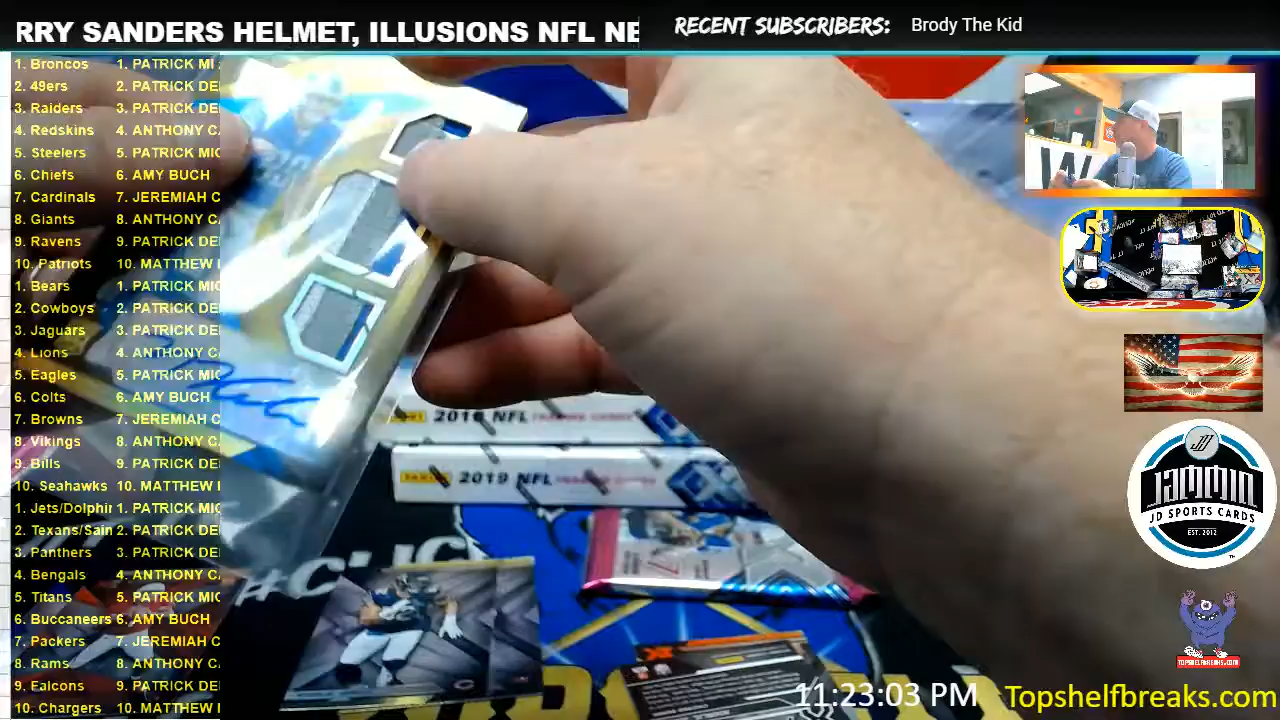 RRY SANDERS HELMET, ILLUSIONS NFL NE
RECENT SUBSCRIBERS: Brody The Kid
1. Broncos 1. PATRICK MI
2. 49ers 2. PATRICK DE
3. Raiders 3. PATRICK DE
4. Redskins 4. ANTHONY C
5. Steelers 5. PATRICK MIC
6. Chiefs 6. AMY BUCH
7. Cardinals 7. JEREMIAH C
8. Giants 8. ANTHONY C
9. Ravens 9. PATRICK DE
10. Patriots 10. MATTHEW
1. Bears 1. PATRICK MIC
2. Cowboys 2. PATRICK DE
3. Jaguars 3. PATRICK DE
4. Lions 4. ANTHONY C
5. Eagles 5. PATRICK MIC
6. Colts 6. AMY BUCH
7. Browns 7. JEREMIAH C
8. Vikings 8. ANTHONY C
9. Bills 9. PATRICK DE
10. Seahawks 10. MATTHEW
1. Jets/Dolphin 1. PATRICK MIC
2. Texans/Sain 2. PATRICK DE
3. Panthers 3. PATRICK DE
4. Bengals 4. ANTHONY C
5. Titans 5. PATRICK MIC
6. Buccaneers 6. AMY BUCH
7. Packers 7. JEREMIAH C
8. Rams 8. ANTHONY C
9. Falcons 9. PATRICK DE
10. Chargers 10. MATTHEW
PANINI 2019 NFL TRADING CARDS
JJ
JAMMIN
JD SPORTS CARDS
EST. 2012
TOPSHELFBREAKS.COM
11:23:03 PM Topshelfbreaks.com